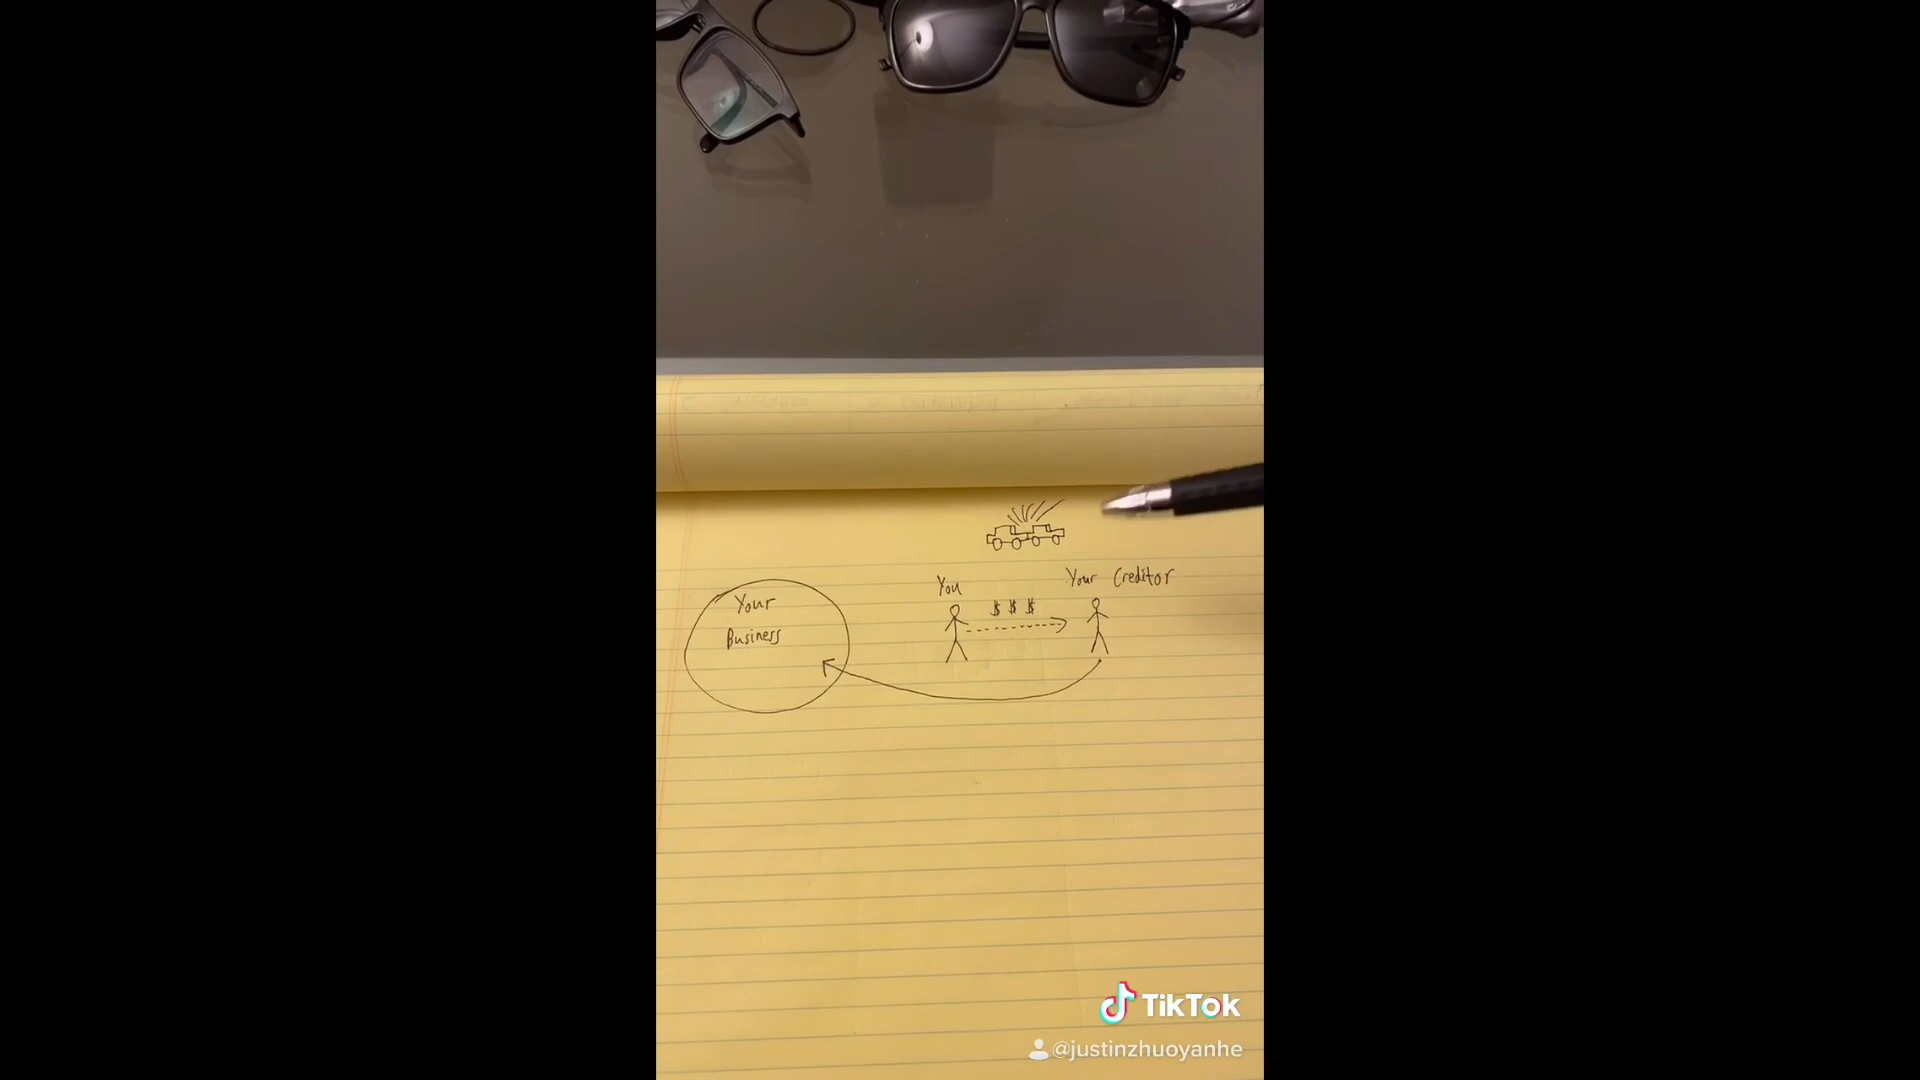 You
Your Creditor
$ $ $
Your
Business
TikTok
@justinzhuoyanhe